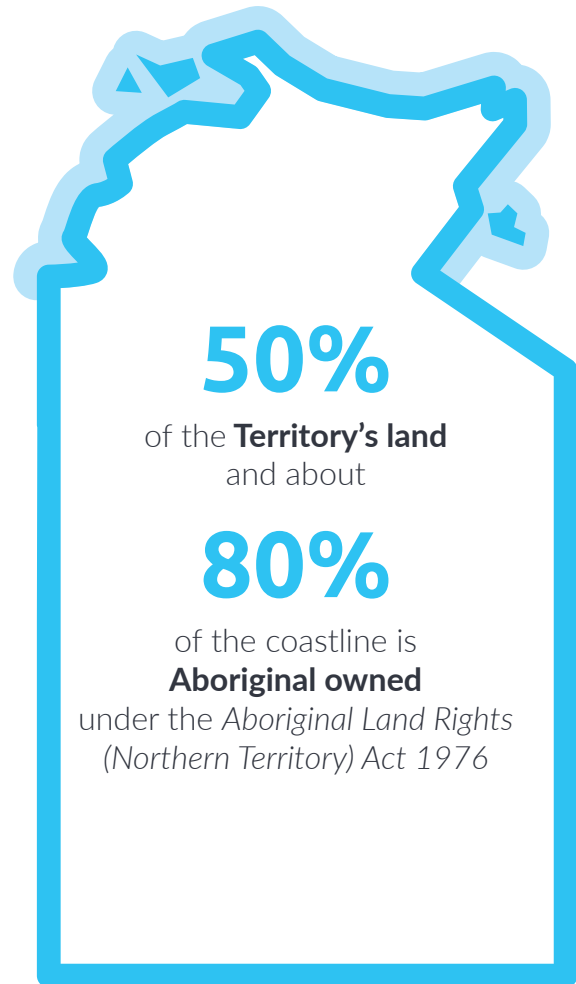 50%
of the Territory’s land
and about
80%
of the coastline is
Aboriginal owned
under the Aboriginal Land Rights
(Northern Territory) Act 1976